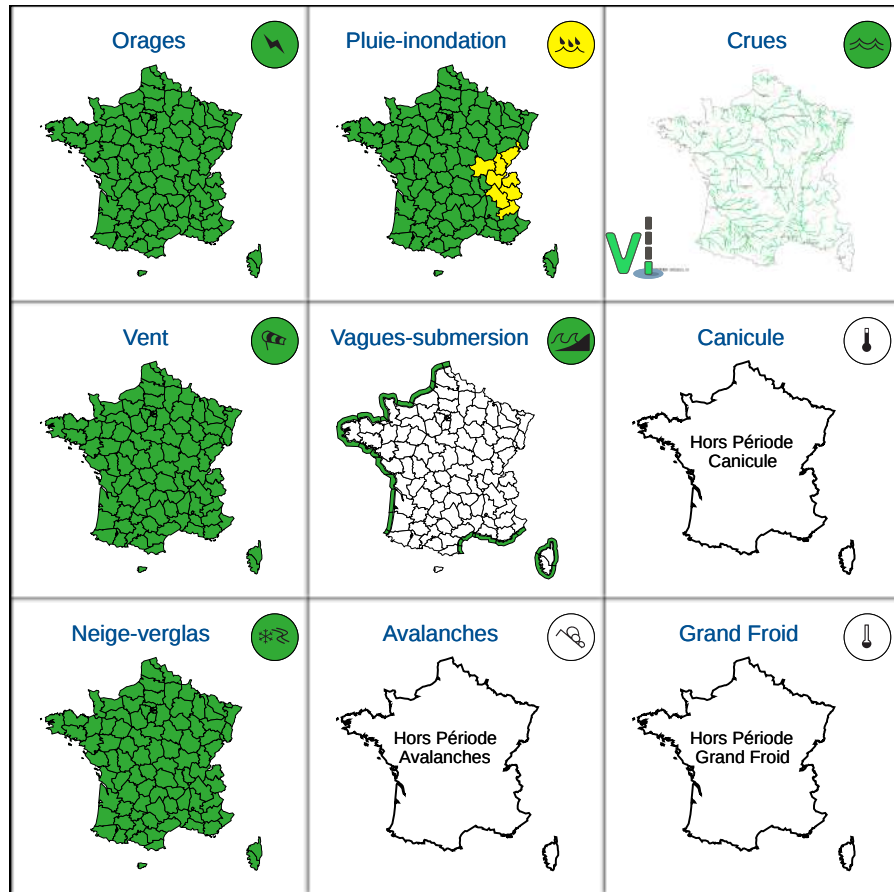 Orages
Pluie-inondation
Crues
Vent
Vagues-submersion
Canicule
Hors Période
Canicule
Neige-verglas
Avalanches
Grand Froid
Hors Période
Avalanches
Hors Période
Grand Froid